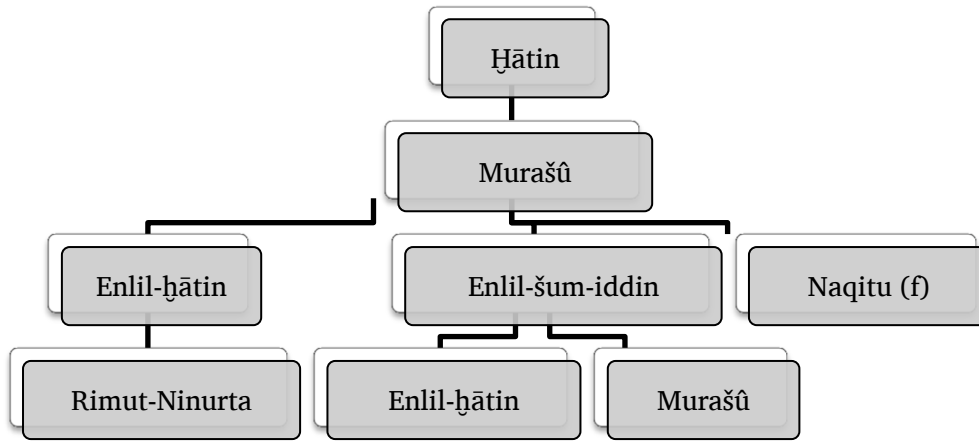 Ḫātin
Murašû
Enlil-ḫātin
Enlil-šum-iddin
Naqitu (f)
Rimut-Ninurta
Enlil-ḫātin
Murašû